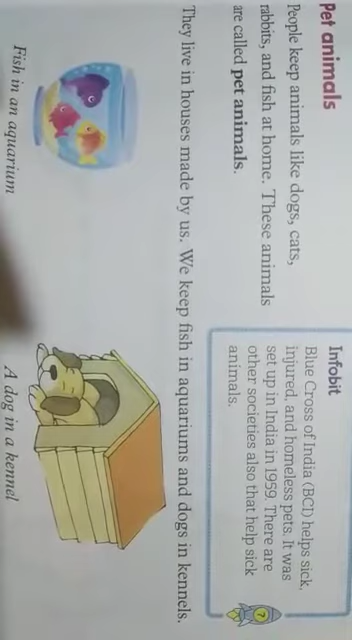 Pet animals
People keep animals like dogs, cats,
rabbits, and fish at home. These animals
are called pet animals.
Infobit
Blue Cross of India (BCI) helps sick,
injured, and homeless pets. It was
set up in India in 1959. There are
other societies also that help sick
animals.
?
They live in houses made by us. We keep fish in aquariums and dogs in kennels.
Fish in an aquarium
A dog in a kennel